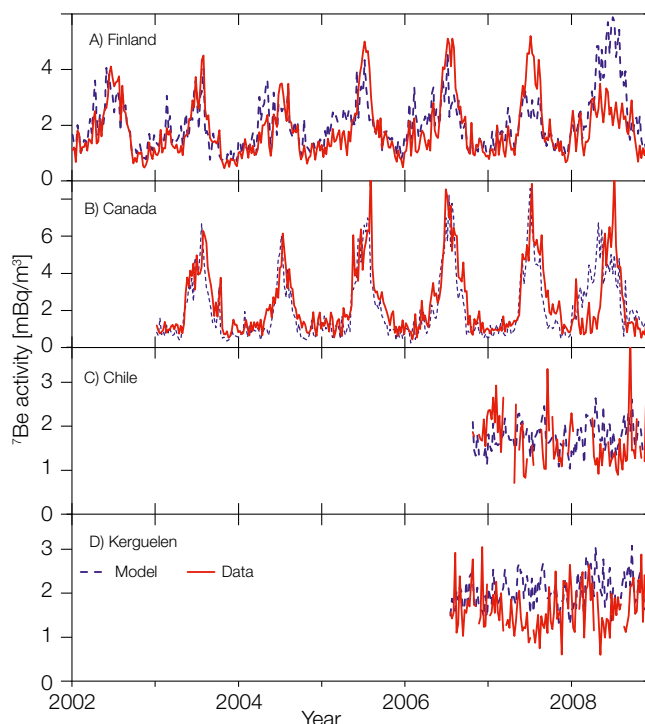 A) Finland
4
2
0
B) Canada
6
4
2
0
C) Chile
3
2
1
0
D) Kerguelen
Model
Data
3
2
1
0
2002
2004
2006
2008
Year
⁷Be activity [mBq/m³]